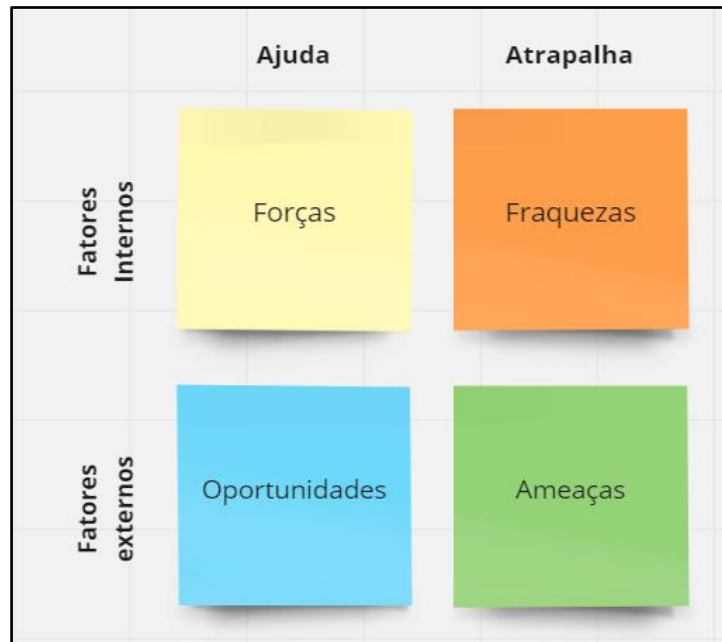 Ajuda Atrapalha
Fatores
Internos
Forças Fraquezas
Fatores
externos
Oportunidades Ameaças